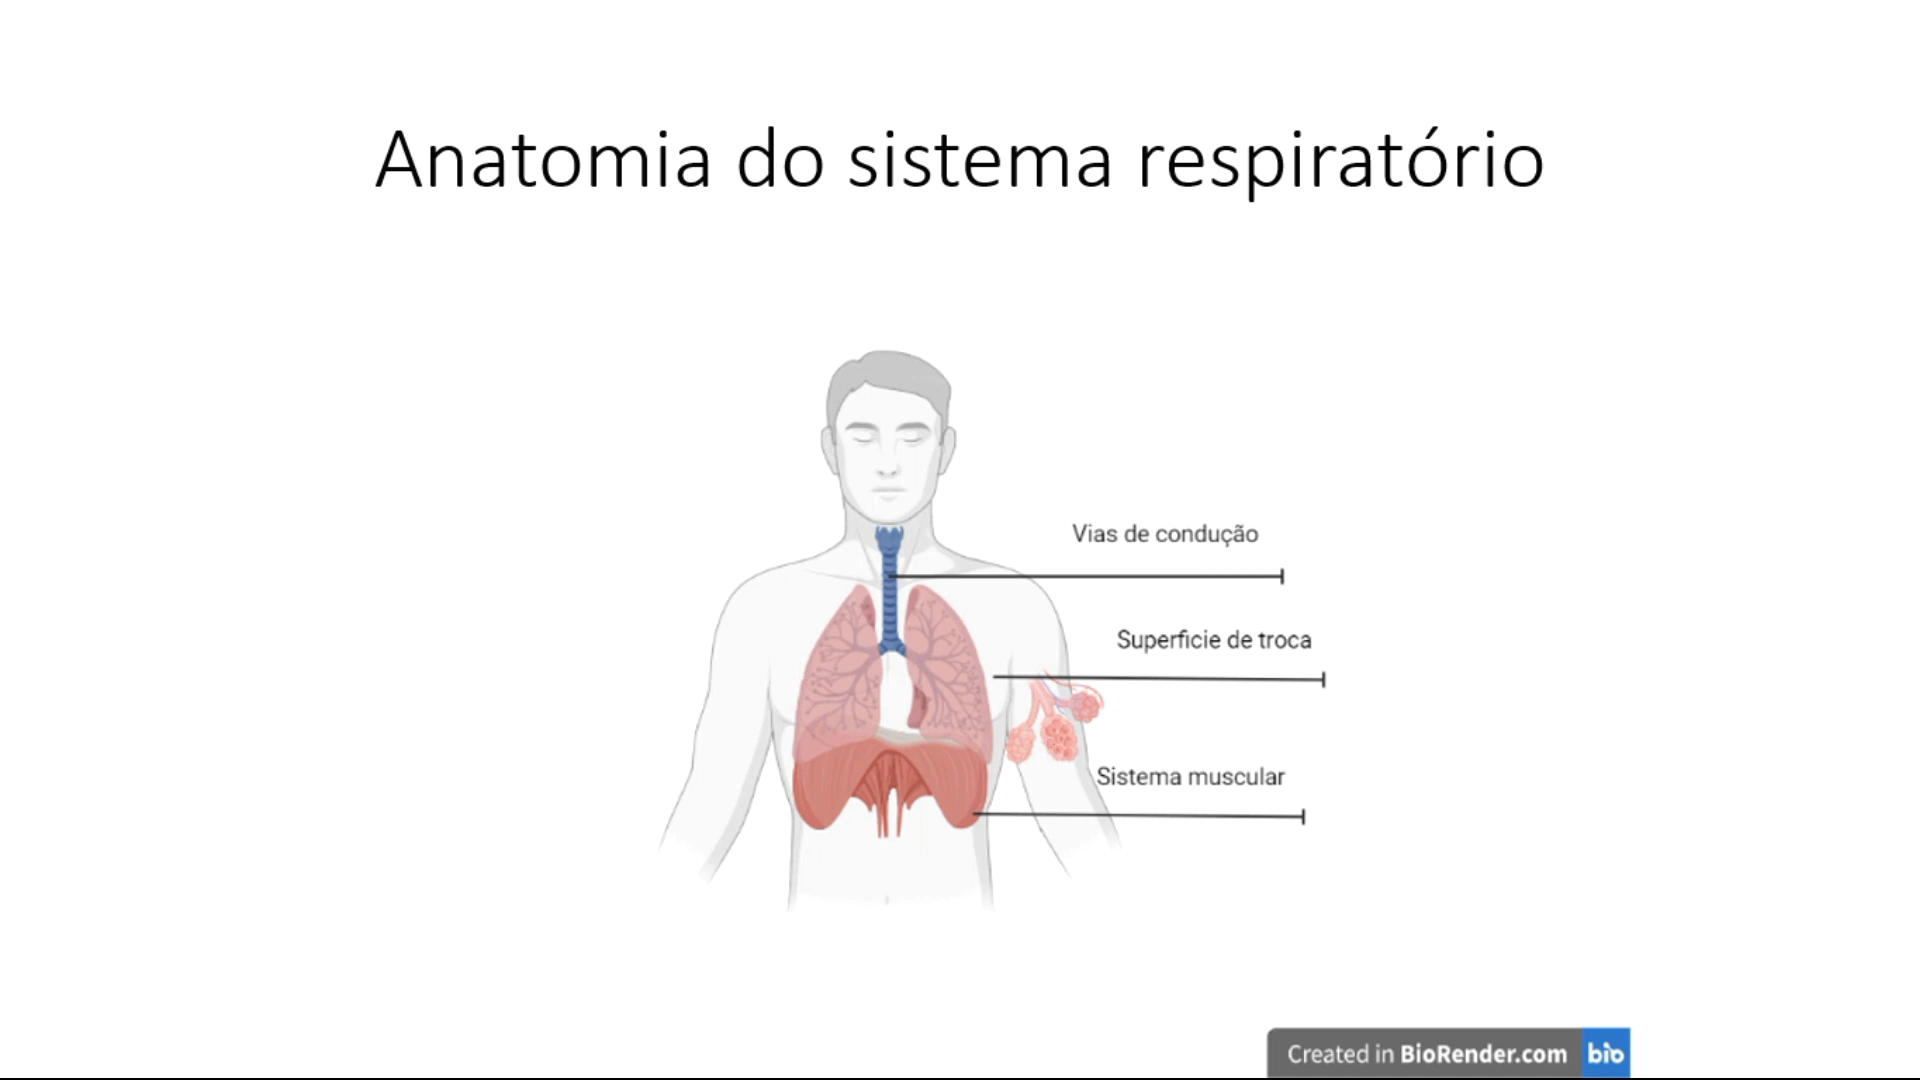 Anatomia do sistema respiratório
Vias de condução
Superficie de troca
Sistema muscular
Created in BioRender.com bio